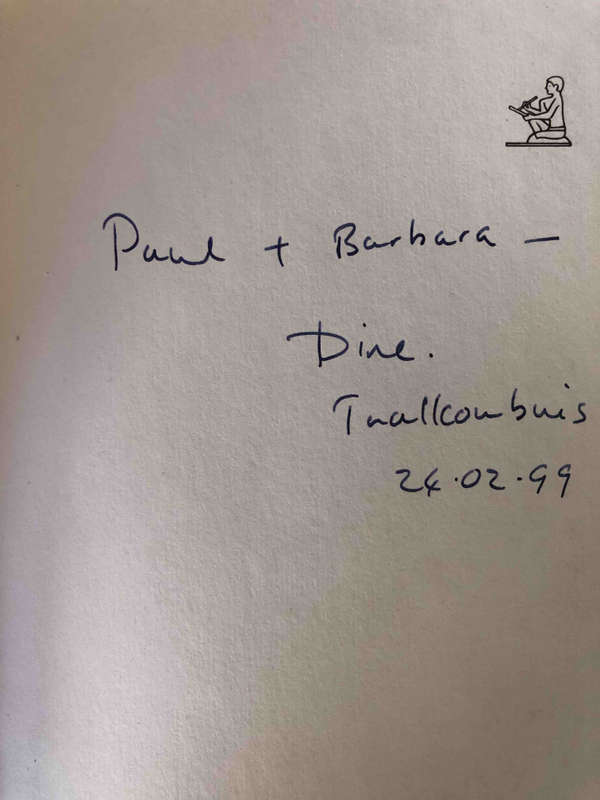 Paul + Barbara —
Dine.
24.02.99